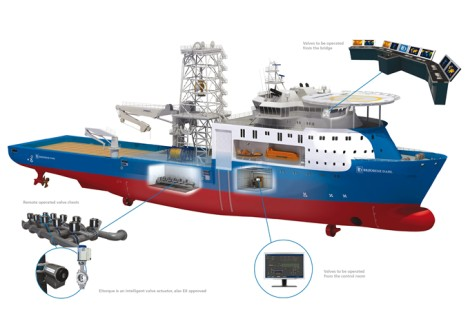 Valves to be operated
from the bridge
Remote operated valve chests
is an intelligent valve actuator, also EX approved
Valves to be operated
from the control room